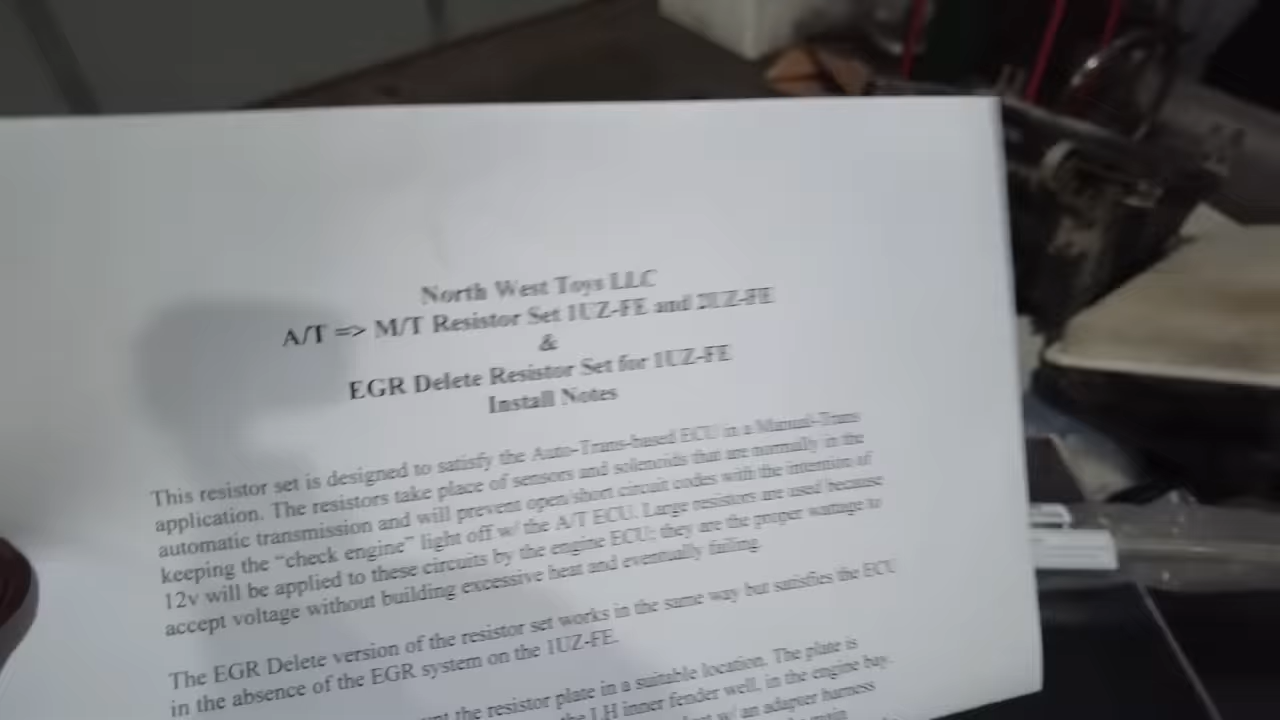 North West Toys LLC
A/T => M/T Resistor Set 1UZ-FE and 2UZ-FE
&
EGR Delete Resistor Set for 1UZ-FE
Install Notes
This resistor set is designed to satisfy the Auto-Trans-based ECU in a Manual-Trans
application. The resistors take place of sensors and solenoids that are normally in the
automatic transmission and will prevent open/short circuit codes with the intention of
keeping the “check engine” light off w/ the A/T ECU. Large resistors are used because
12v will be applied to these circuits by the engine ECU; they are the proper wattage to
accept voltage without building excessive heat and eventually failing.
The EGR Delete version of the resistor set works in the same way but satisfies the ECU
in the absence of the EGR system on the 1UZ-FE.
the resistor plate in a suitable location. The plate is
the LH inner fender well, in the engine bay.
w/ an adapter harness
main